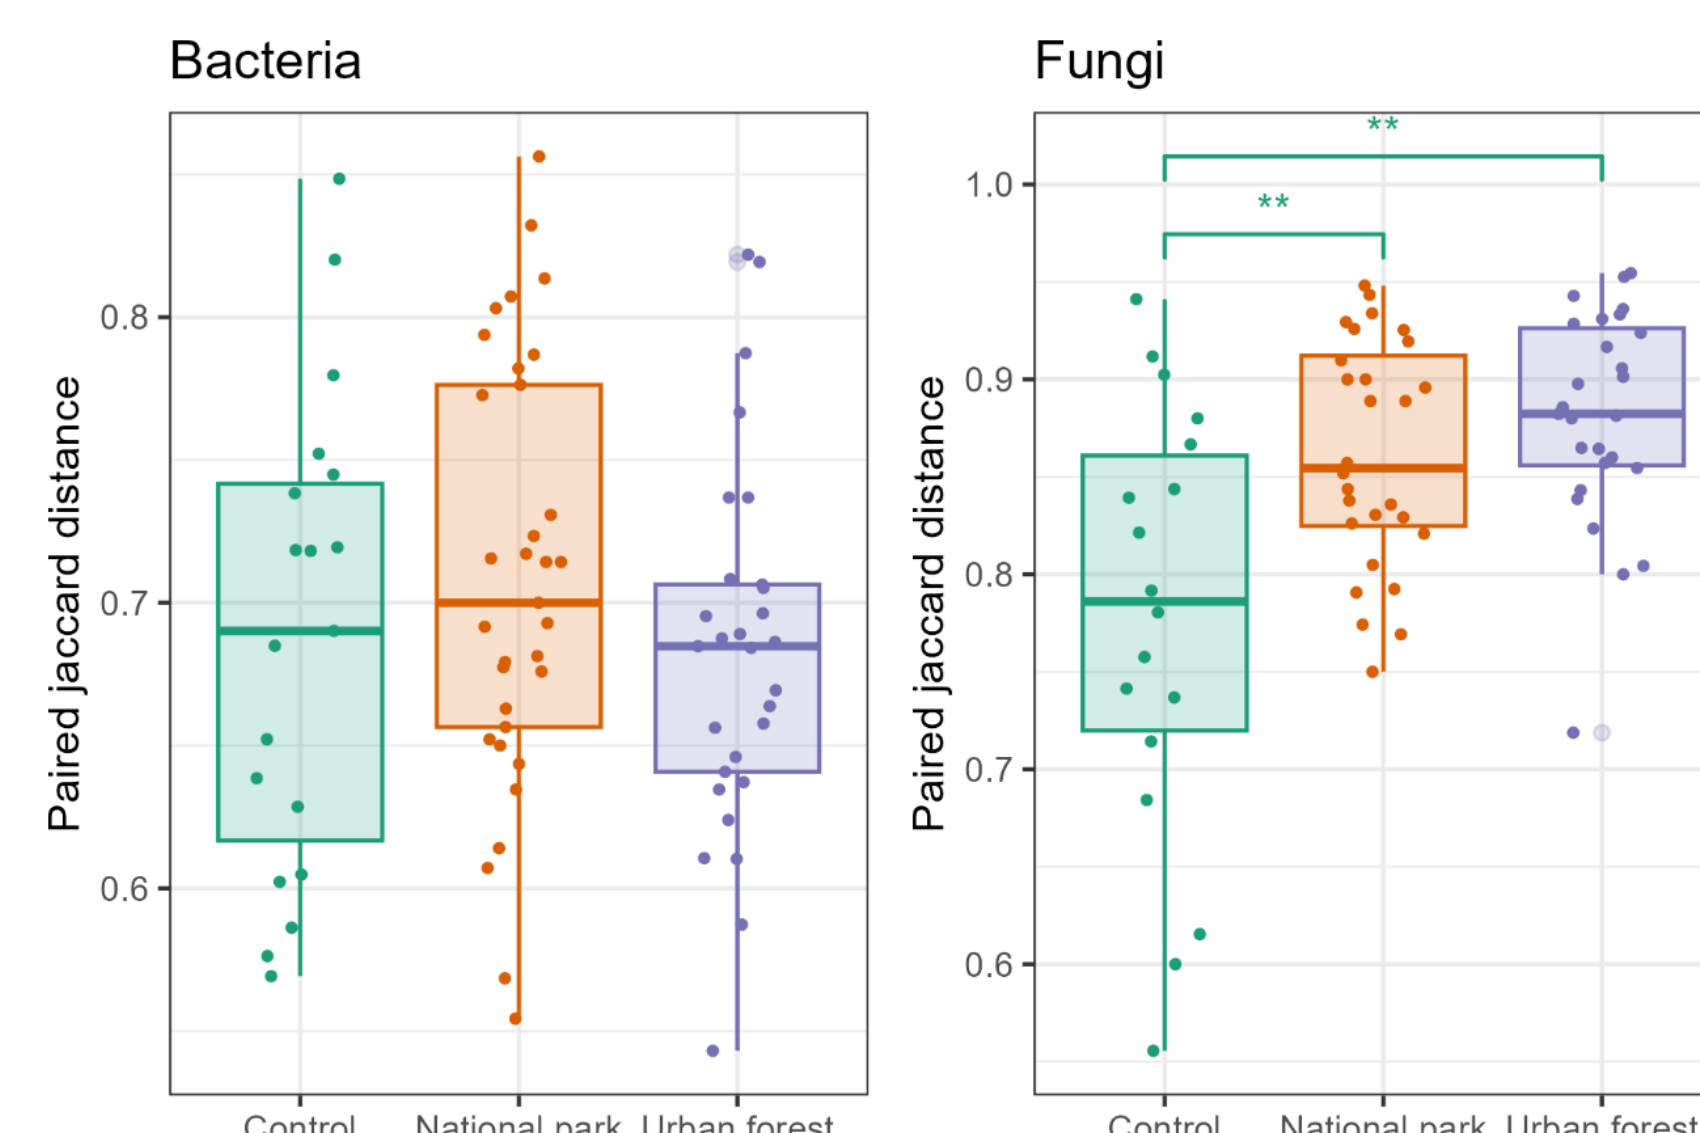 Bacteria
Paired jaccard distance
0.8
0.7
0.6
Control
National park
Urban forest
Fungi
Paired jaccard distance
**
**
1.0
0.9
0.8
0.7
0.6
Control
National park
Urban forest